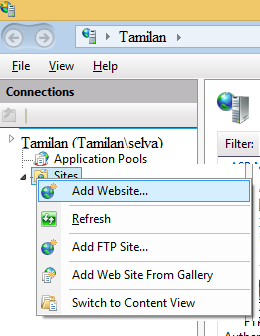 Tamilan
File View Help
Connections
Filter:
Tamilan (Tamilan\selva)
Application Pools
Sites
Add Website...
Refresh
Add FTP Site...
Add Web Site From Gallery
Switch to Content View